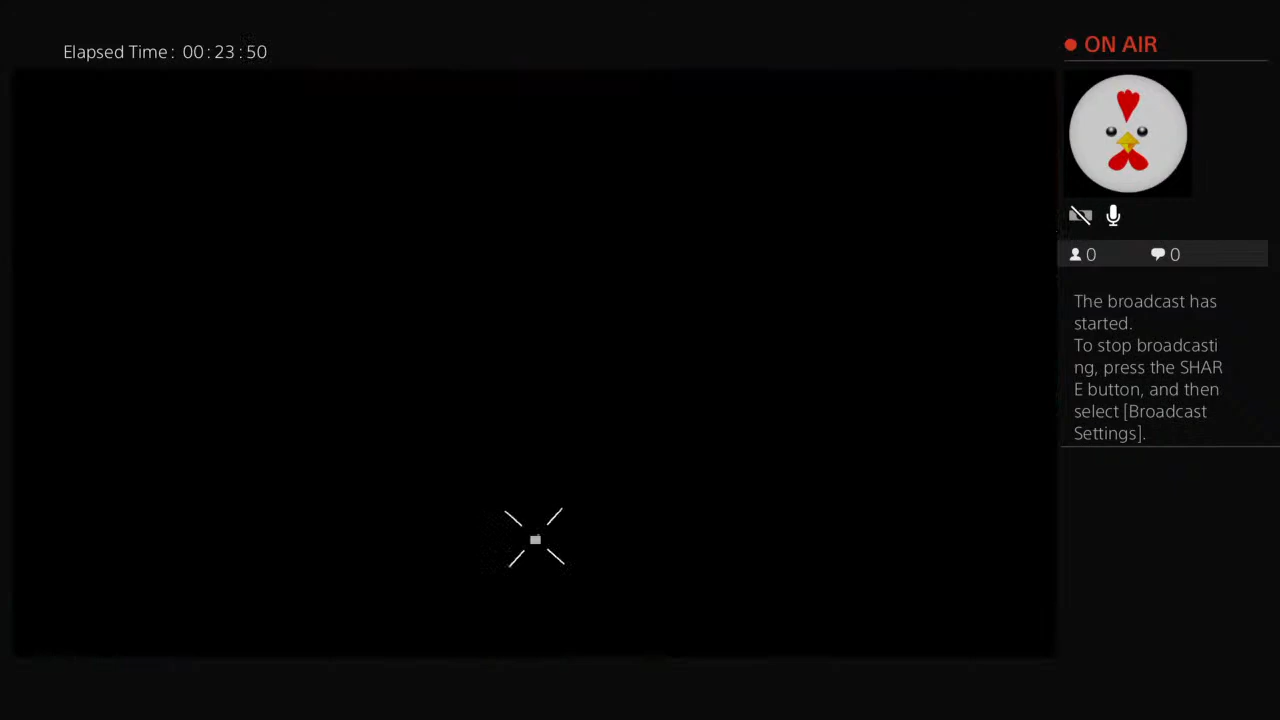 Elapsed Time: 00:23:50
ON AIR
0 0
The broadcast has
started.
To stop broadcasti
ng, press the SHAR
E button, and then
select [Broadcast
Settings].